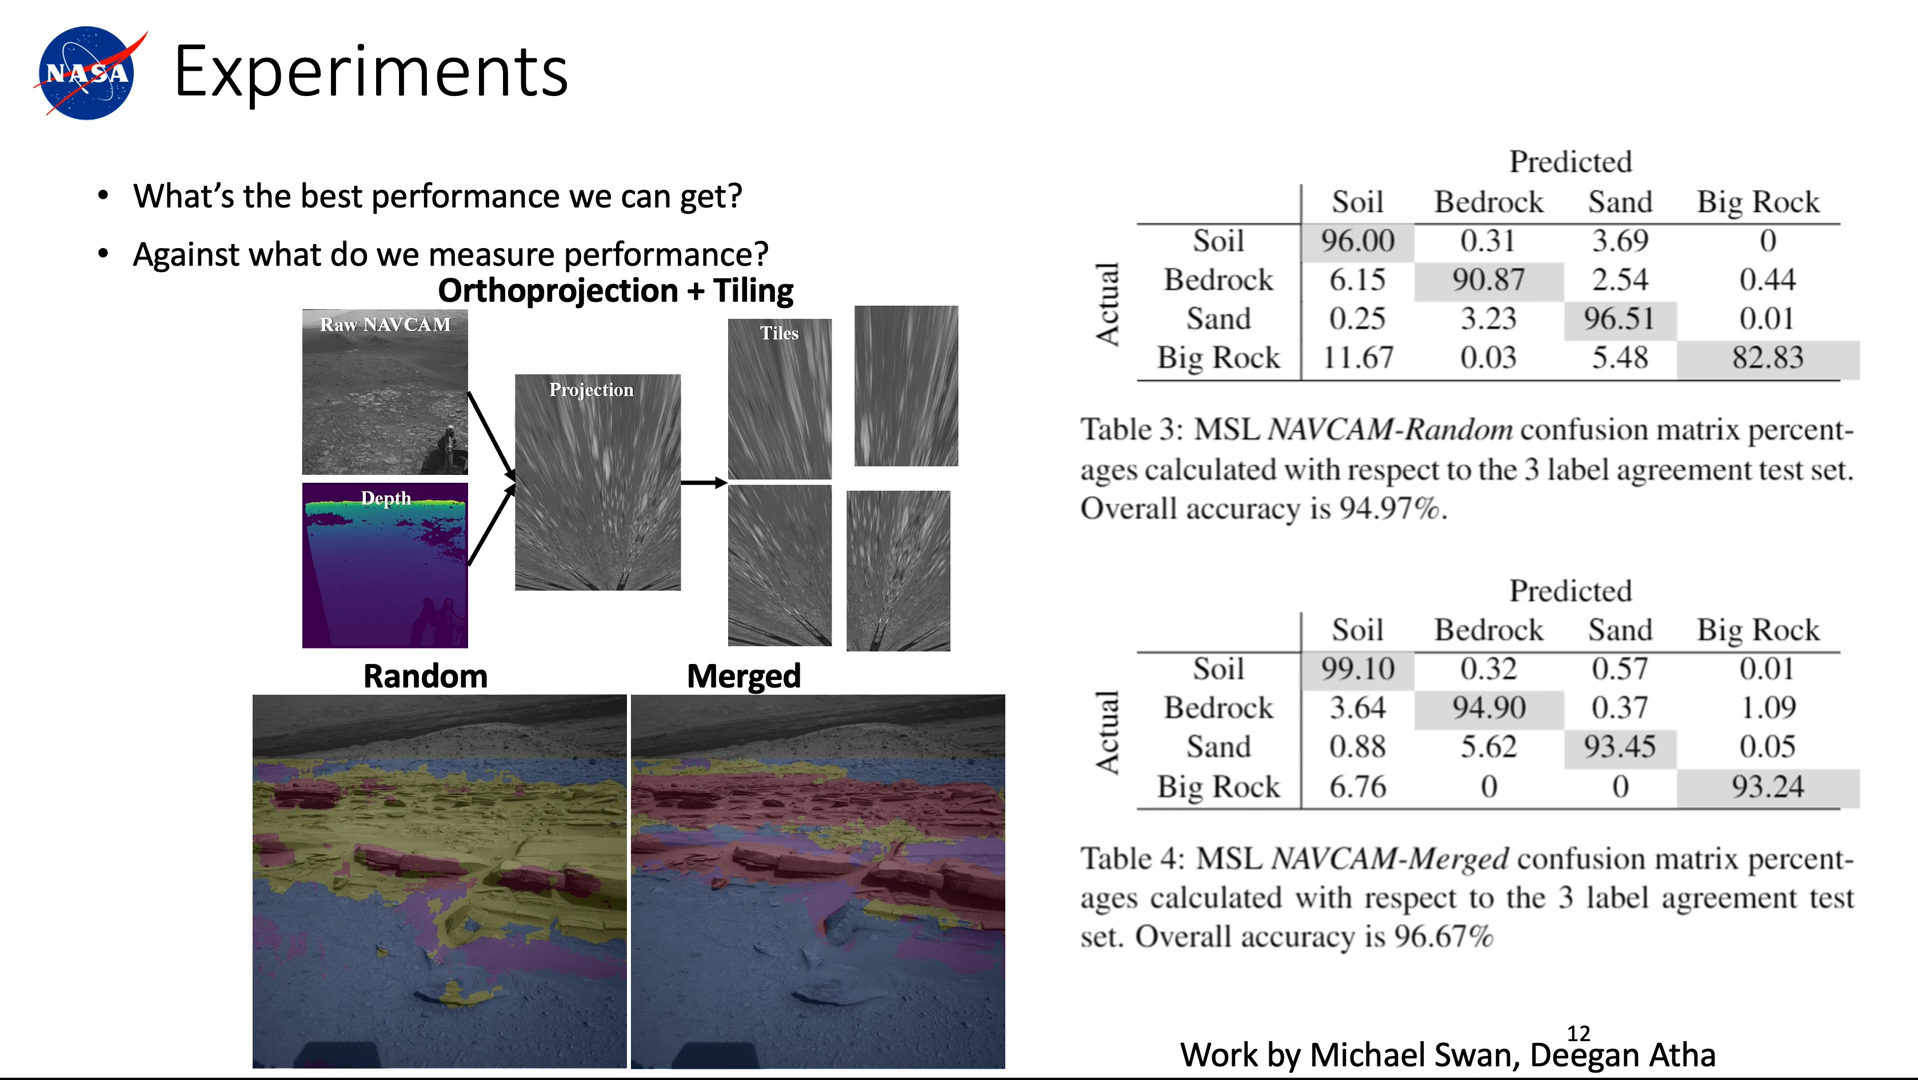 NASA
Experiments
• What’s the best performance we can get?
• Against what do we measure performance?
Orthoprojection + Tiling
Raw NAVCAM
Depth
Projection
Tiles
Random
Merged
Predicted
Soil Bedrock Sand Big Rock
Actual
Soil 96.00 0.31 3.69 0
Bedrock 6.15 90.87 2.54 0.44
Sand 0.25 3.23 96.51 0.01
Big Rock 11.67 0.03 5.48 82.83
Table 3: MSL NAVCAM-Random confusion matrix percent-
ages calculated with respect to the 3 label agreement test set.
Overall accuracy is 94.97%.
Predicted
Soil Bedrock Sand Big Rock
Actual
Soil 99.10 0.32 0.57 0.01
Bedrock 3.64 94.90 0.37 1.09
Sand 0.88 5.62 93.45 0.05
Big Rock 6.76 0 0 93.24
Table 4: MSL NAVCAM-Merged confusion matrix percent-
ages calculated with respect to the 3 label agreement test
set. Overall accuracy is 96.67%
12
Work by Michael Swan, Deegan Atha